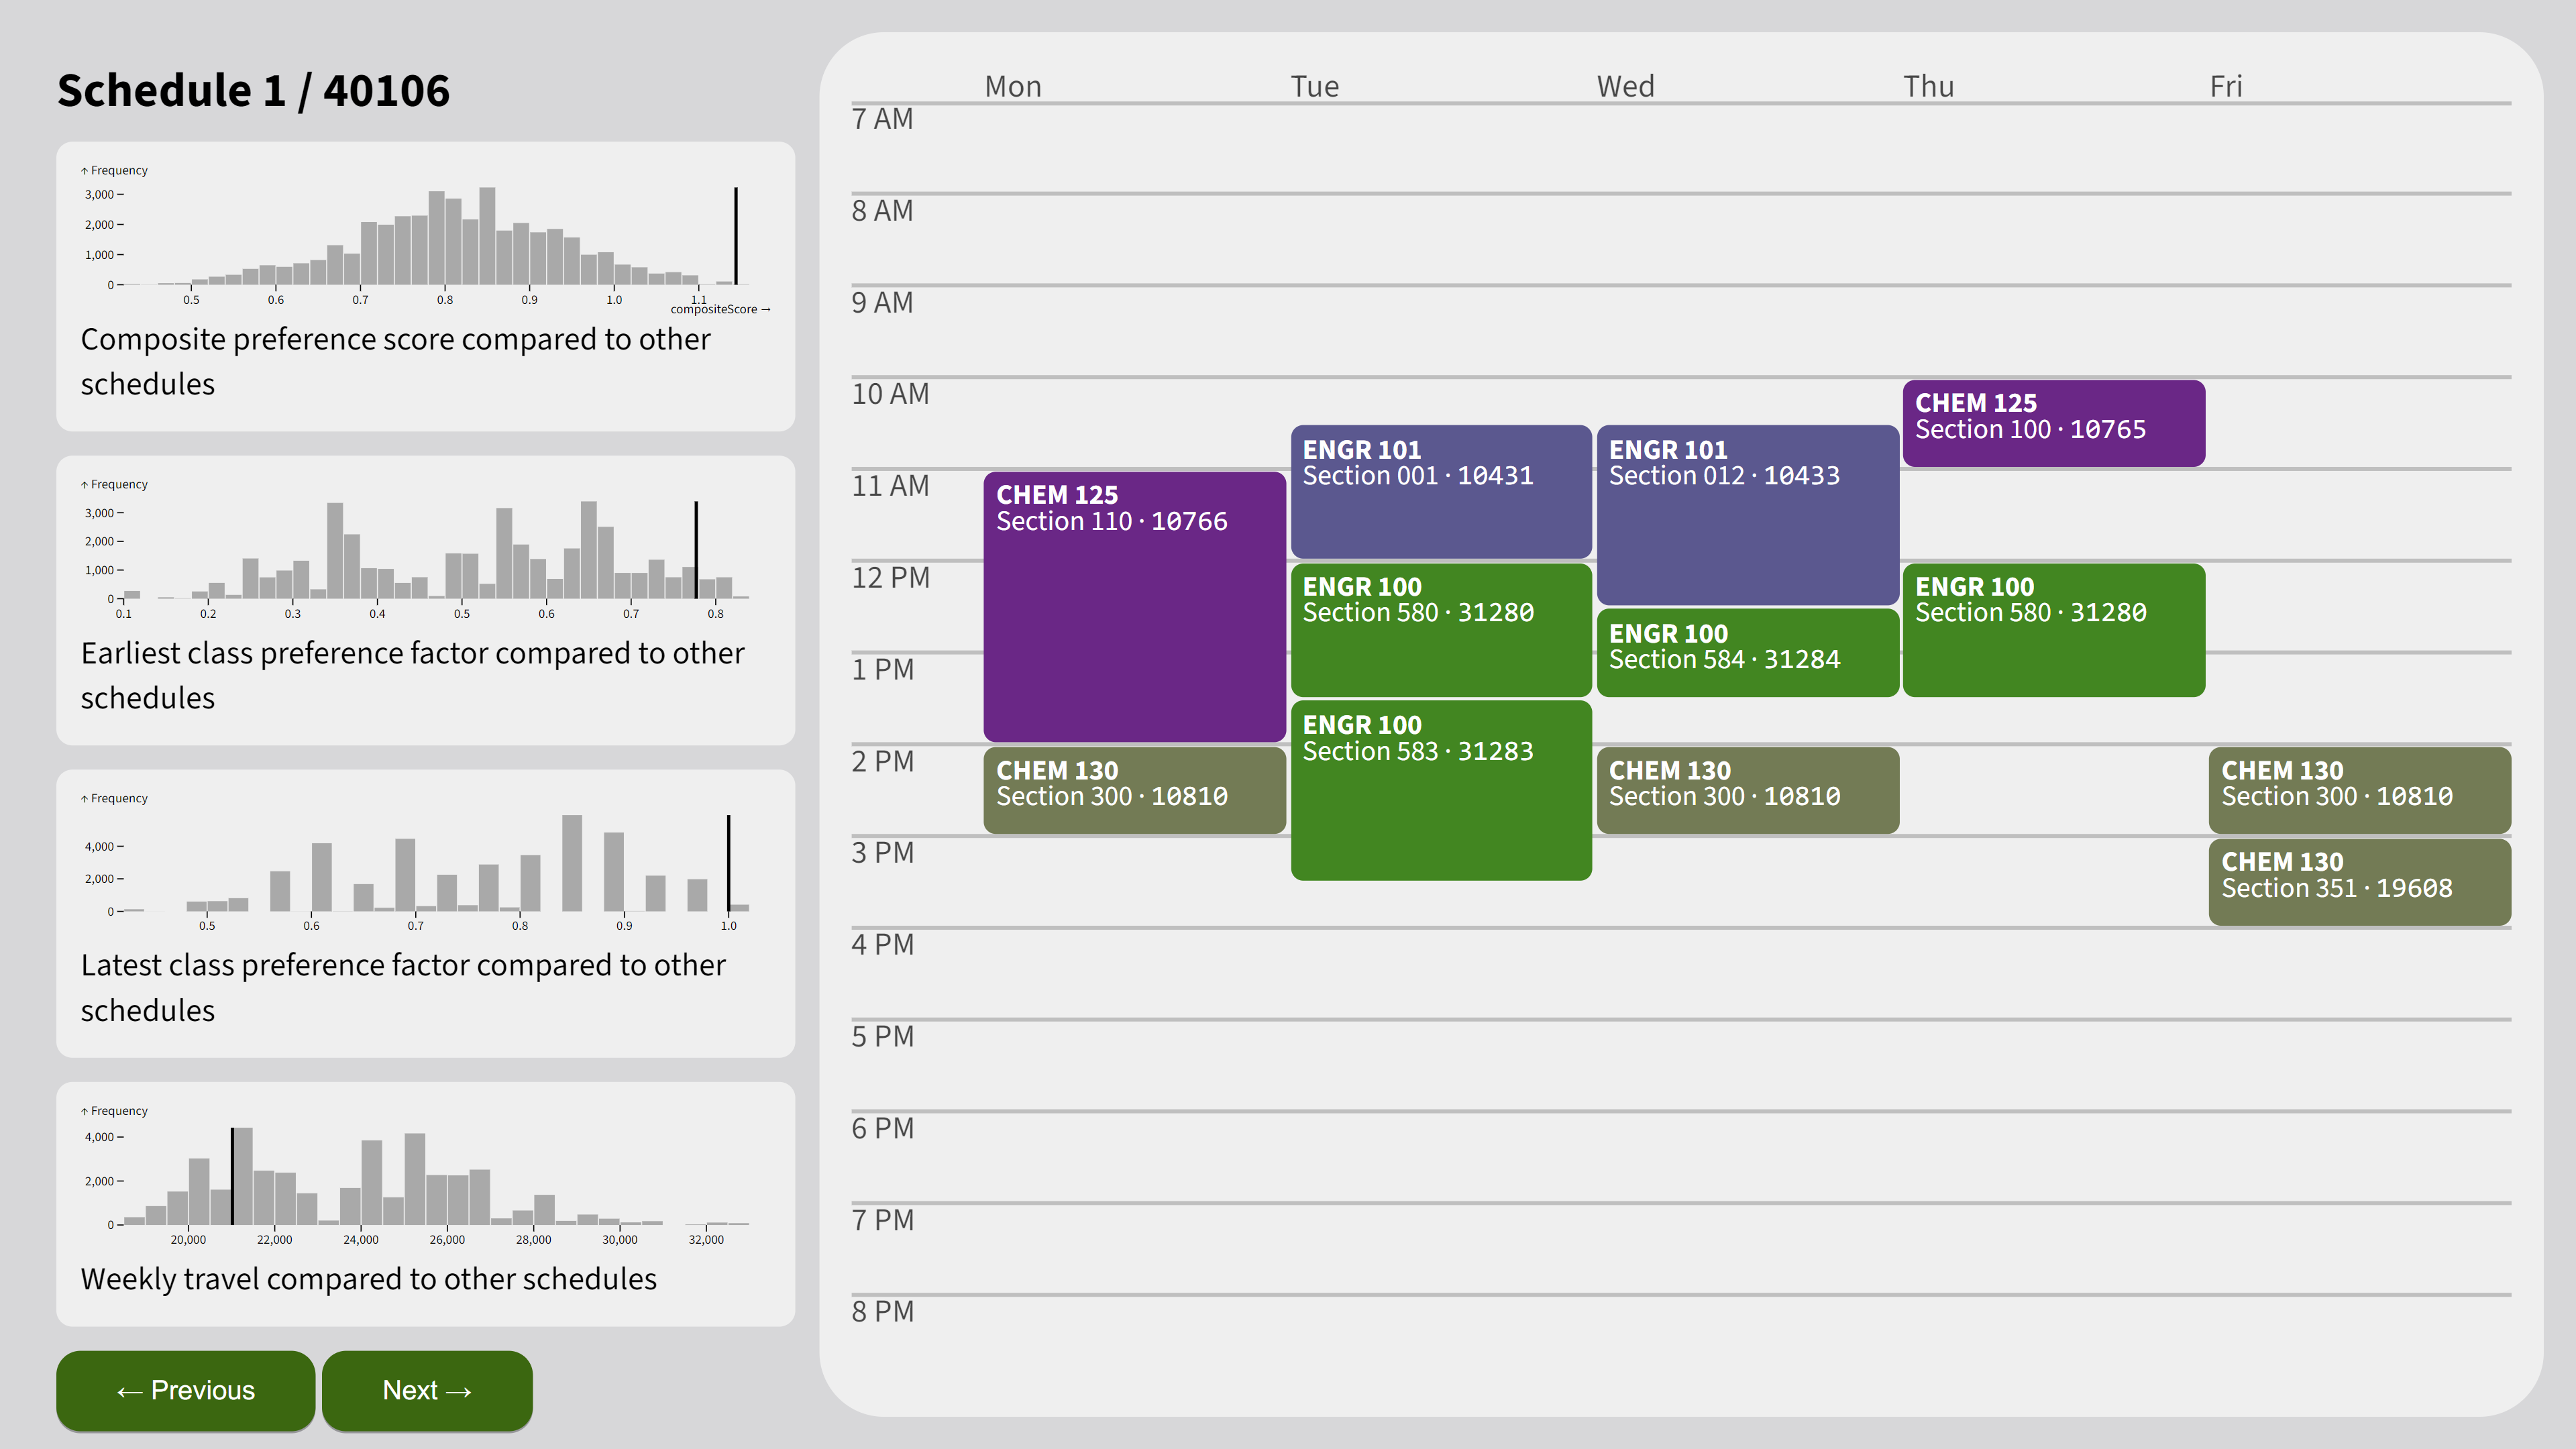 Schedule 1 / 40106
↑ Frequency
3,000
2,000
1,000
0
0.5 0.6 0.7 0.8 0.9 1.0 1.1
compositeScore →
Composite preference score compared to other
schedules
↑ Frequency
3,000
2,000
1,000
0
0.1 0.2 0.3 0.4 0.5 0.6 0.7 0.8
Earliest class preference factor compared to other
schedules
↑ Frequency
4,000
2,000
0
0.5 0.6 0.7 0.8 0.9 1.0
Latest class preference factor compared to other
schedules
↑ Frequency
4,000
2,000
0
20,000 22,000 24,000 26,000 28,000 30,000 32,000
Weekly travel compared to other schedules
← Previous
Next →
Mon Tue Wed Thu Fri
7 AM
8 AM
9 AM
10 AM
11 AM
12 PM
1 PM
2 PM
3 PM
4 PM
5 PM
6 PM
7 PM
8 PM
CHEM 125
Section 110 · 10766
CHEM 130
Section 300 · 10810
ENGR 101
Section 001 · 10431
ENGR 100
Section 580 · 31280
ENGR 100
Section 583 · 31283
ENGR 101
Section 012 · 10433
ENGR 100
Section 584 · 31284
CHEM 130
Section 300 · 10810
CHEM 125
Section 100 · 10765
ENGR 100
Section 580 · 31280
CHEM 130
Section 300 · 10810
CHEM 130
Section 351 · 19608